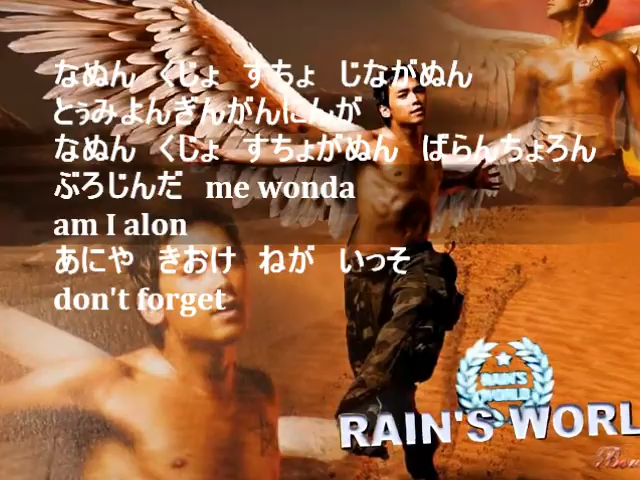 なぬん　くじょ　すちょ　じながぬん
とぅみよんぎんがんにんが
なぬん　くじょ　すちょがぬん　ばらんちょろん
ぶろじんだ　me wonda
am I alon
あにや　きおけ　ねが　いっそ
don't forget
RAIN'S
WORLD
RAIN'S WORL